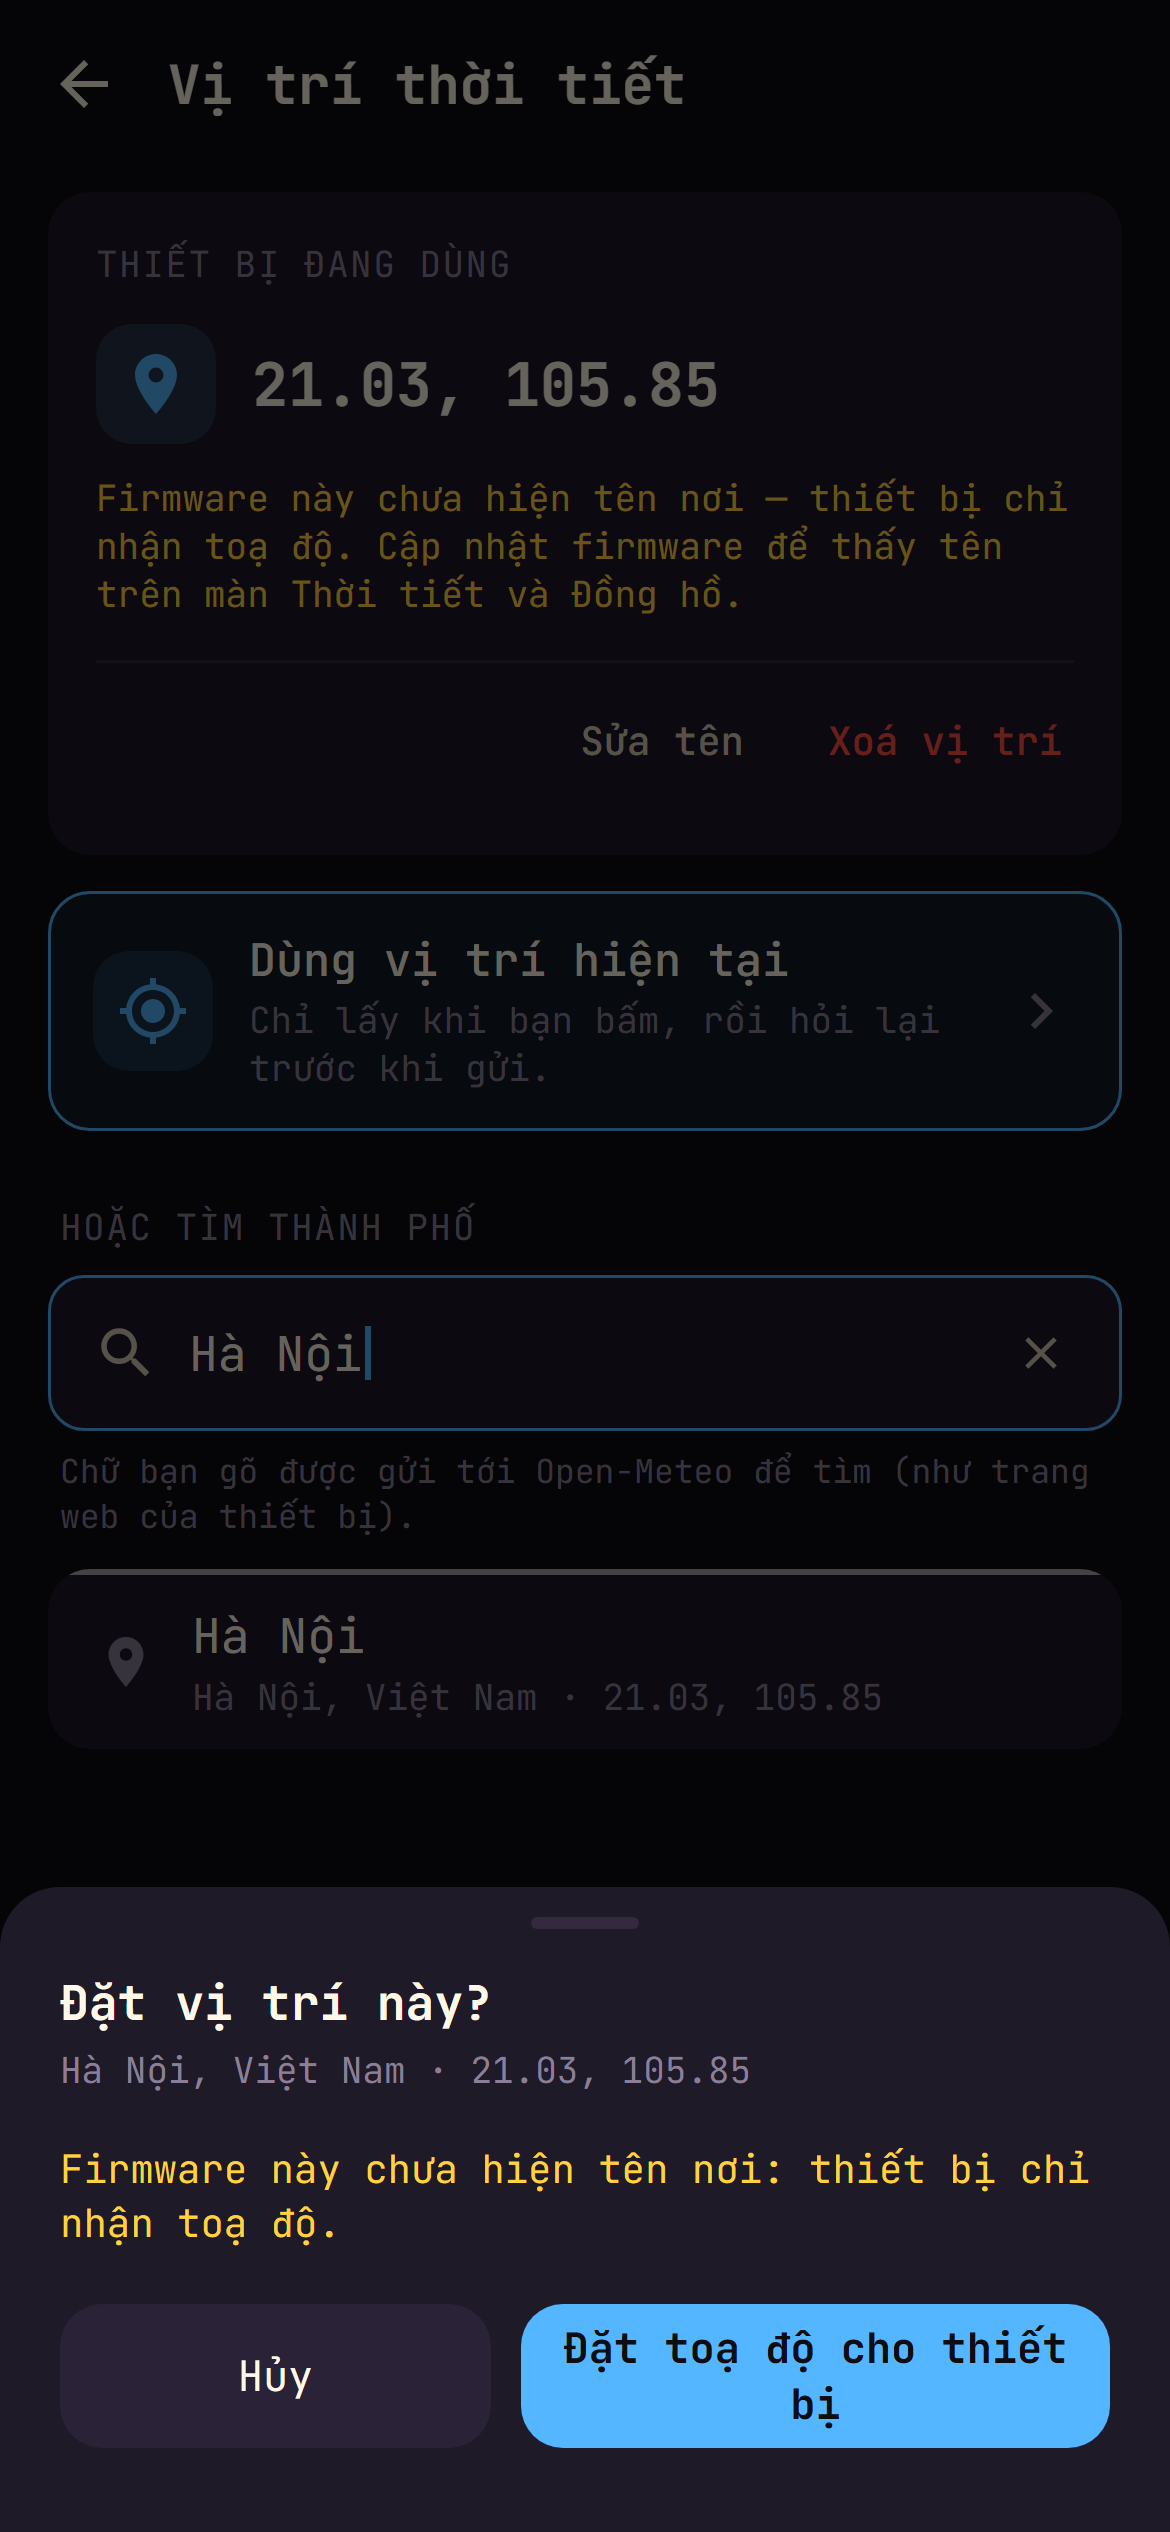 Vị trí thời tiết
THIẾT BỊ ĐANG DÙNG
21.03, 105.85
Firmware này chưa hiện tên nơi — thiết bị chỉ
nhận toạ độ. Cập nhật firmware để thấy tên
trên màn Thời tiết và Đồng hồ.
Sửa tên
Xoá vị trí
Dùng vị trí hiện tại
Chỉ lấy khi bạn bấm, rồi hỏi lại
trước khi gửi.
HOẶC TÌM THÀNH PHỐ
Hà Nội
Chữ bạn gõ được gửi tới Open-Meteo để tìm (như trang
web của thiết bị).
Hà Nội
Hà Nội, Việt Nam · 21.03, 105.85
Đặt vị trí này?
Hà Nội, Việt Nam · 21.03, 105.85
Firmware này chưa hiện tên nơi: thiết bị chỉ
nhận toạ độ.
Hủy
Đặt toạ độ cho thiết
bị